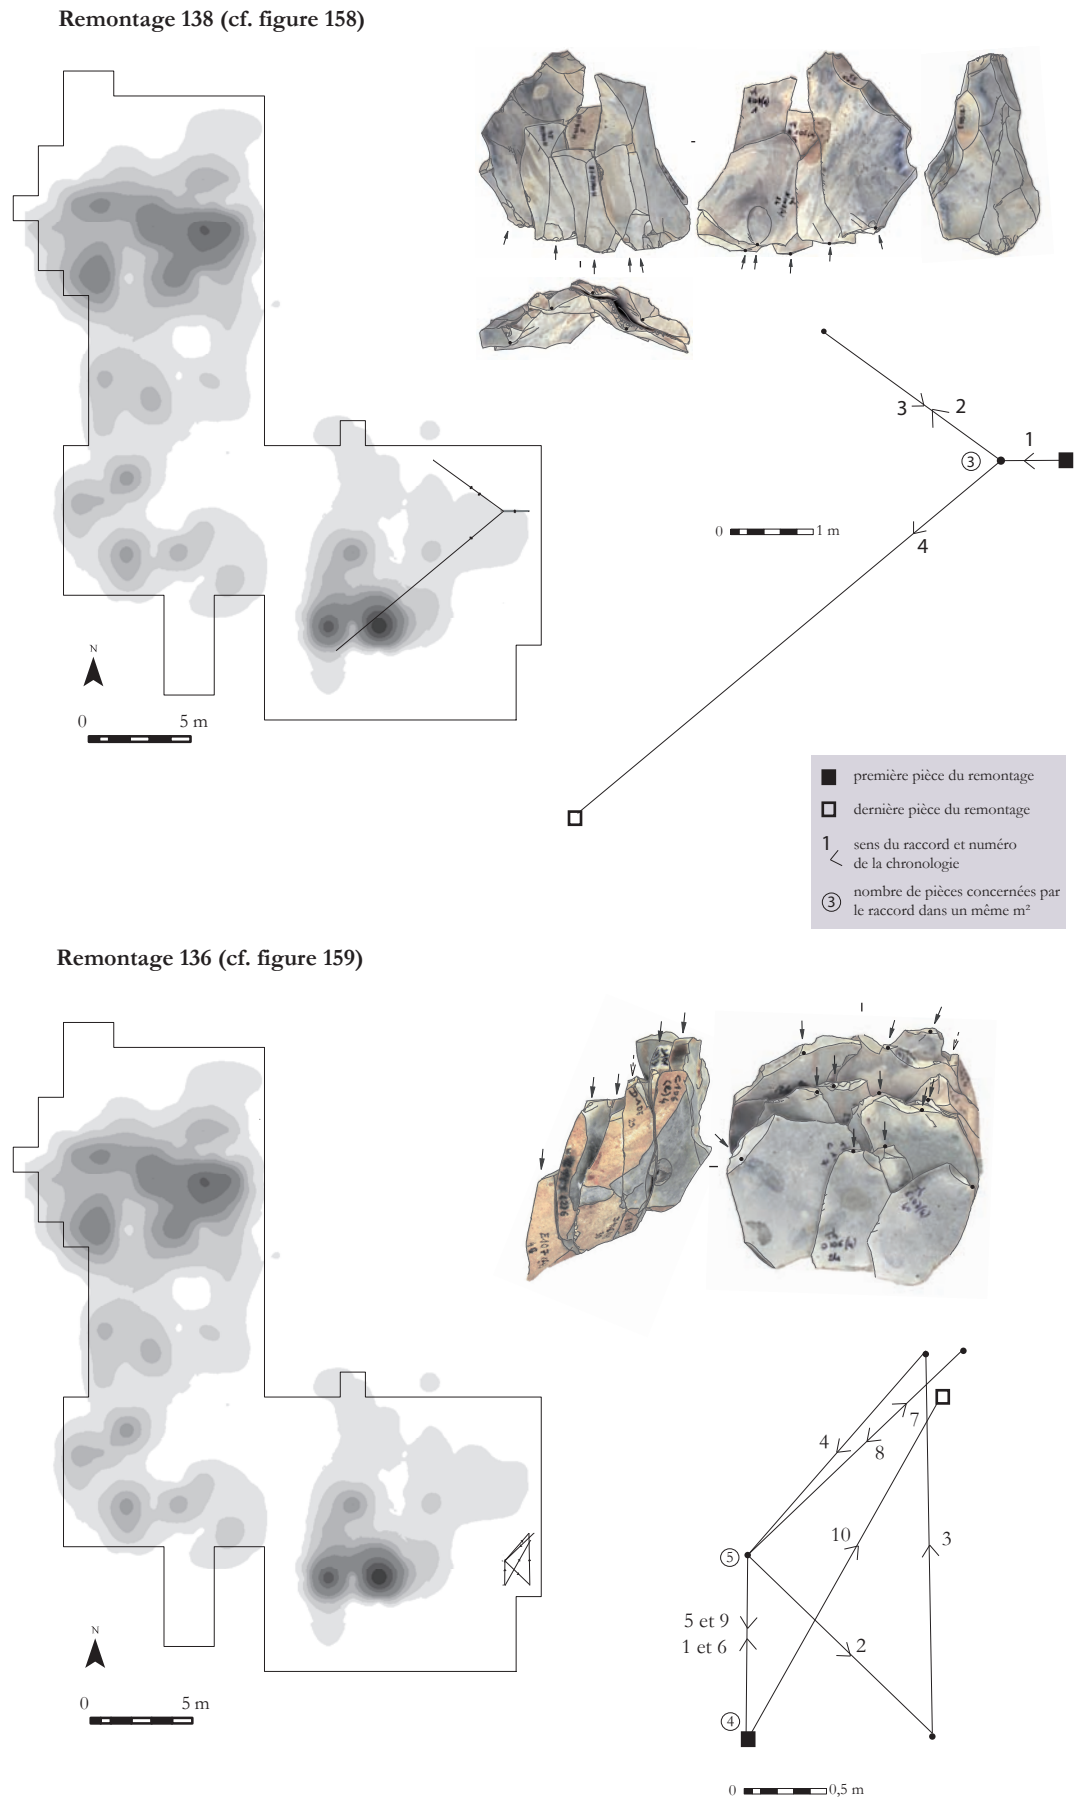 Remontage 138 (cf. figure 158)
3
2
1
③
4
0
1 m
N
0
5 m
première pièce du remontage
dernière pièce du remontage
1
sens du raccord et numéro
de la chronologie
③
nombre de pièces concernées par
le raccord dans un même m²
Remontage 136 (cf. figure 159)
7
4
8
10
3
⑤
5 et 9
1 et 6
2
④
N
0
5 m
0
0,5 m